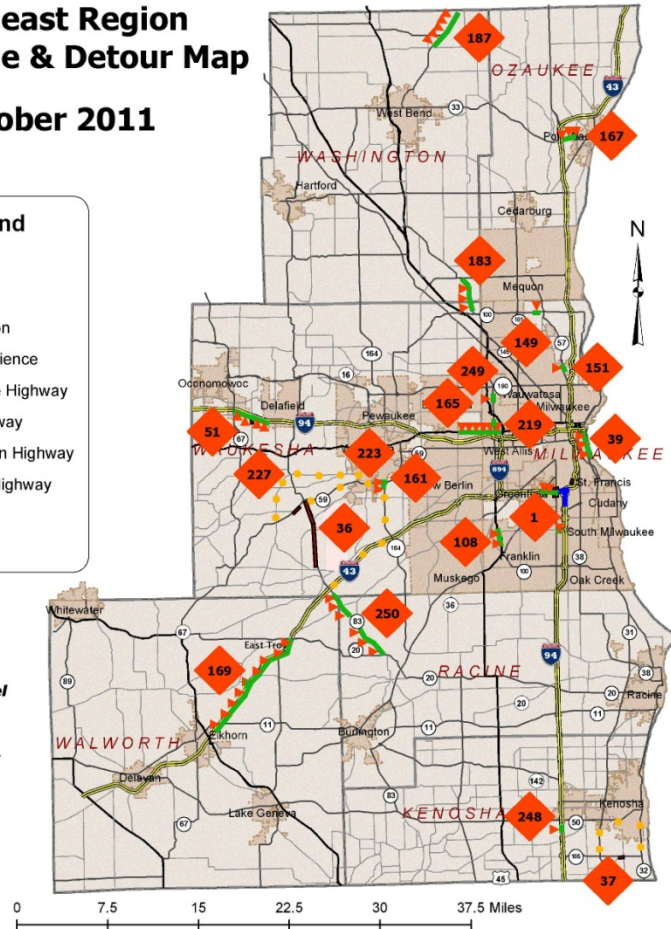 east Region
e & Detour Map
ober 2011
nd
on
ience
e Highway
way
n Highway
Highway
el
187
OZAUKEE
43
33
West Bend
167
WASHINGTON
Hartford
Cedarburg
N
183
Mequon
100
149
57
164
249
151
16
190
Oconomowoc
Wauwatosa
165
Delafield
Milwaukee
Pewaukee
219
51
94
39
67
WAUKESHA
223
59
West Allis
MILWAUKEE
227
894
161
w Berlin
St. Francis
59
Cudahy
36
1
108
South Milwaukee
164
Franklin
38
43
100
Muskego
Oak Creek
Whitewater
250
36
83
67
31
East Troy
20
94
169
RACINE
38
89
20
20
Racine
20
11
11
Elkhorn
Burlington
11
WALWORTH
Delavan
142
83
Kenosha
Lake Geneva
KENOSHA
248
50
67
165
45
37
32
0 7.5 15 22.5 30 37.5 Miles